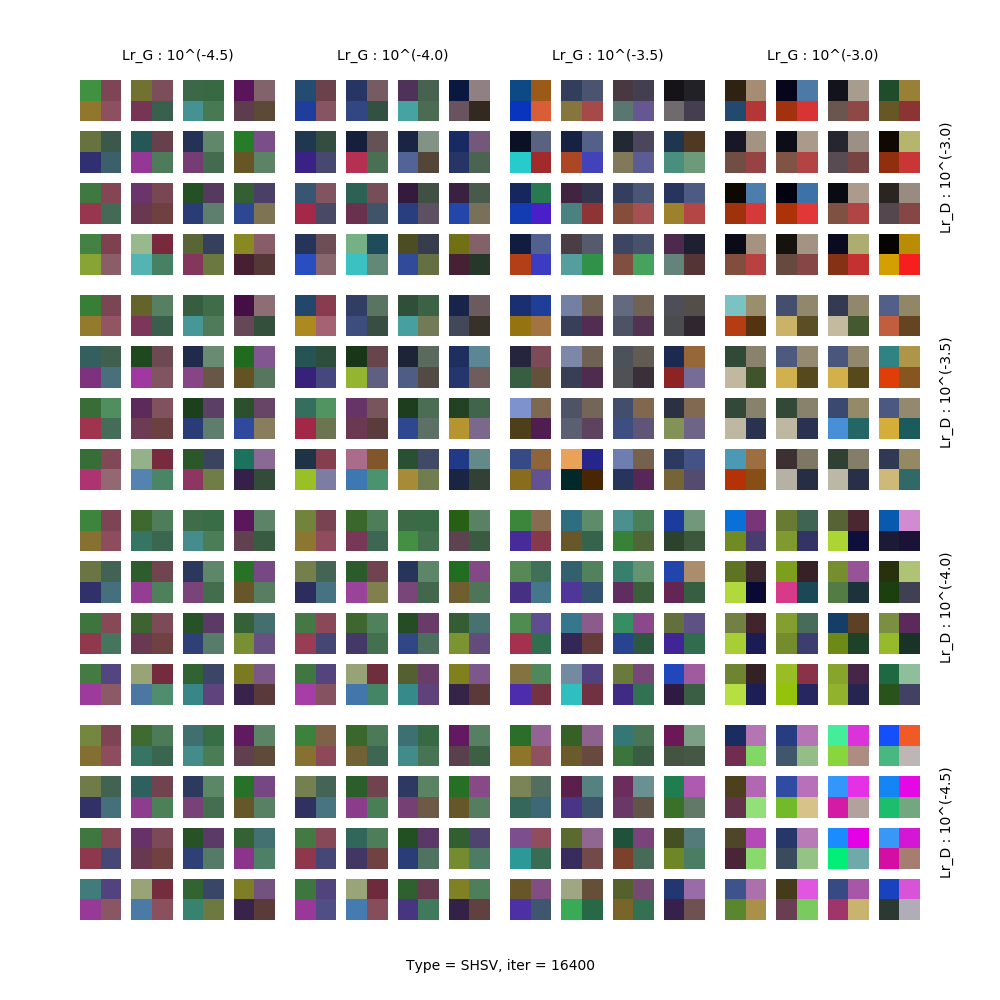 Lr_G : 10^(-4.5)
Lr_G : 10^(-4.0)
Lr_G : 10^(-3.5)
Lr_G : 10^(-3.0)
Lr_D : 10^(-3.0)
Lr_D : 10^(-3.5)
Lr_D : 10^(-4.0)
Lr_D : 10^(-4.5)
Type = SHSV, iter = 16400